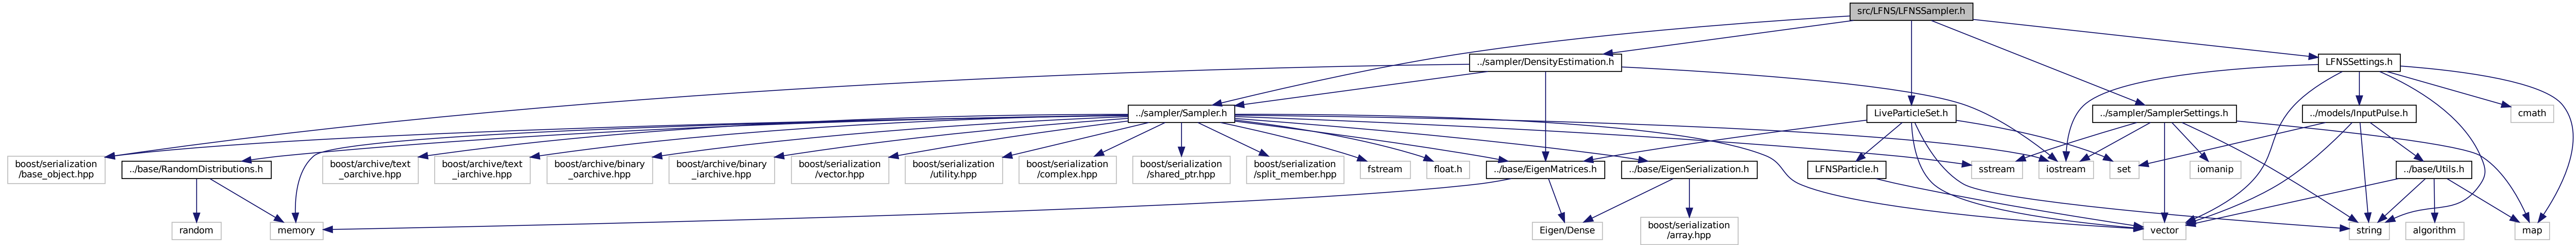 src/LFNS/LFNSSampler.h
../sampler/DensityEstimation.h
LFNSSettings.h
../sampler/Sampler.h
LiveParticleSet.h
../sampler/SamplerSettings.h
../models/InputPulse.h
cmath
boost/serialization
/base_object.hpp
../base/RandomDistributions.h
boost/archive/text
_oarchive.hpp
boost/archive/text
_iarchive.hpp
boost/archive/binary
_oarchive.hpp
boost/archive/binary
_iarchive.hpp
boost/serialization
/vector.hpp
boost/serialization
/utility.hpp
boost/serialization
/complex.hpp
boost/serialization
/shared_ptr.hpp
boost/serialization
/split_member.hpp
fstream
float.h
../base/EigenMatrices.h
../base/EigenSerialization.h
LFNSParticle.h
sstream
iostream
set
iomanip
../base/Utils.h
random
memory
Eigen/Dense
boost/serialization
/array.hpp
vector
string
algorithm
map